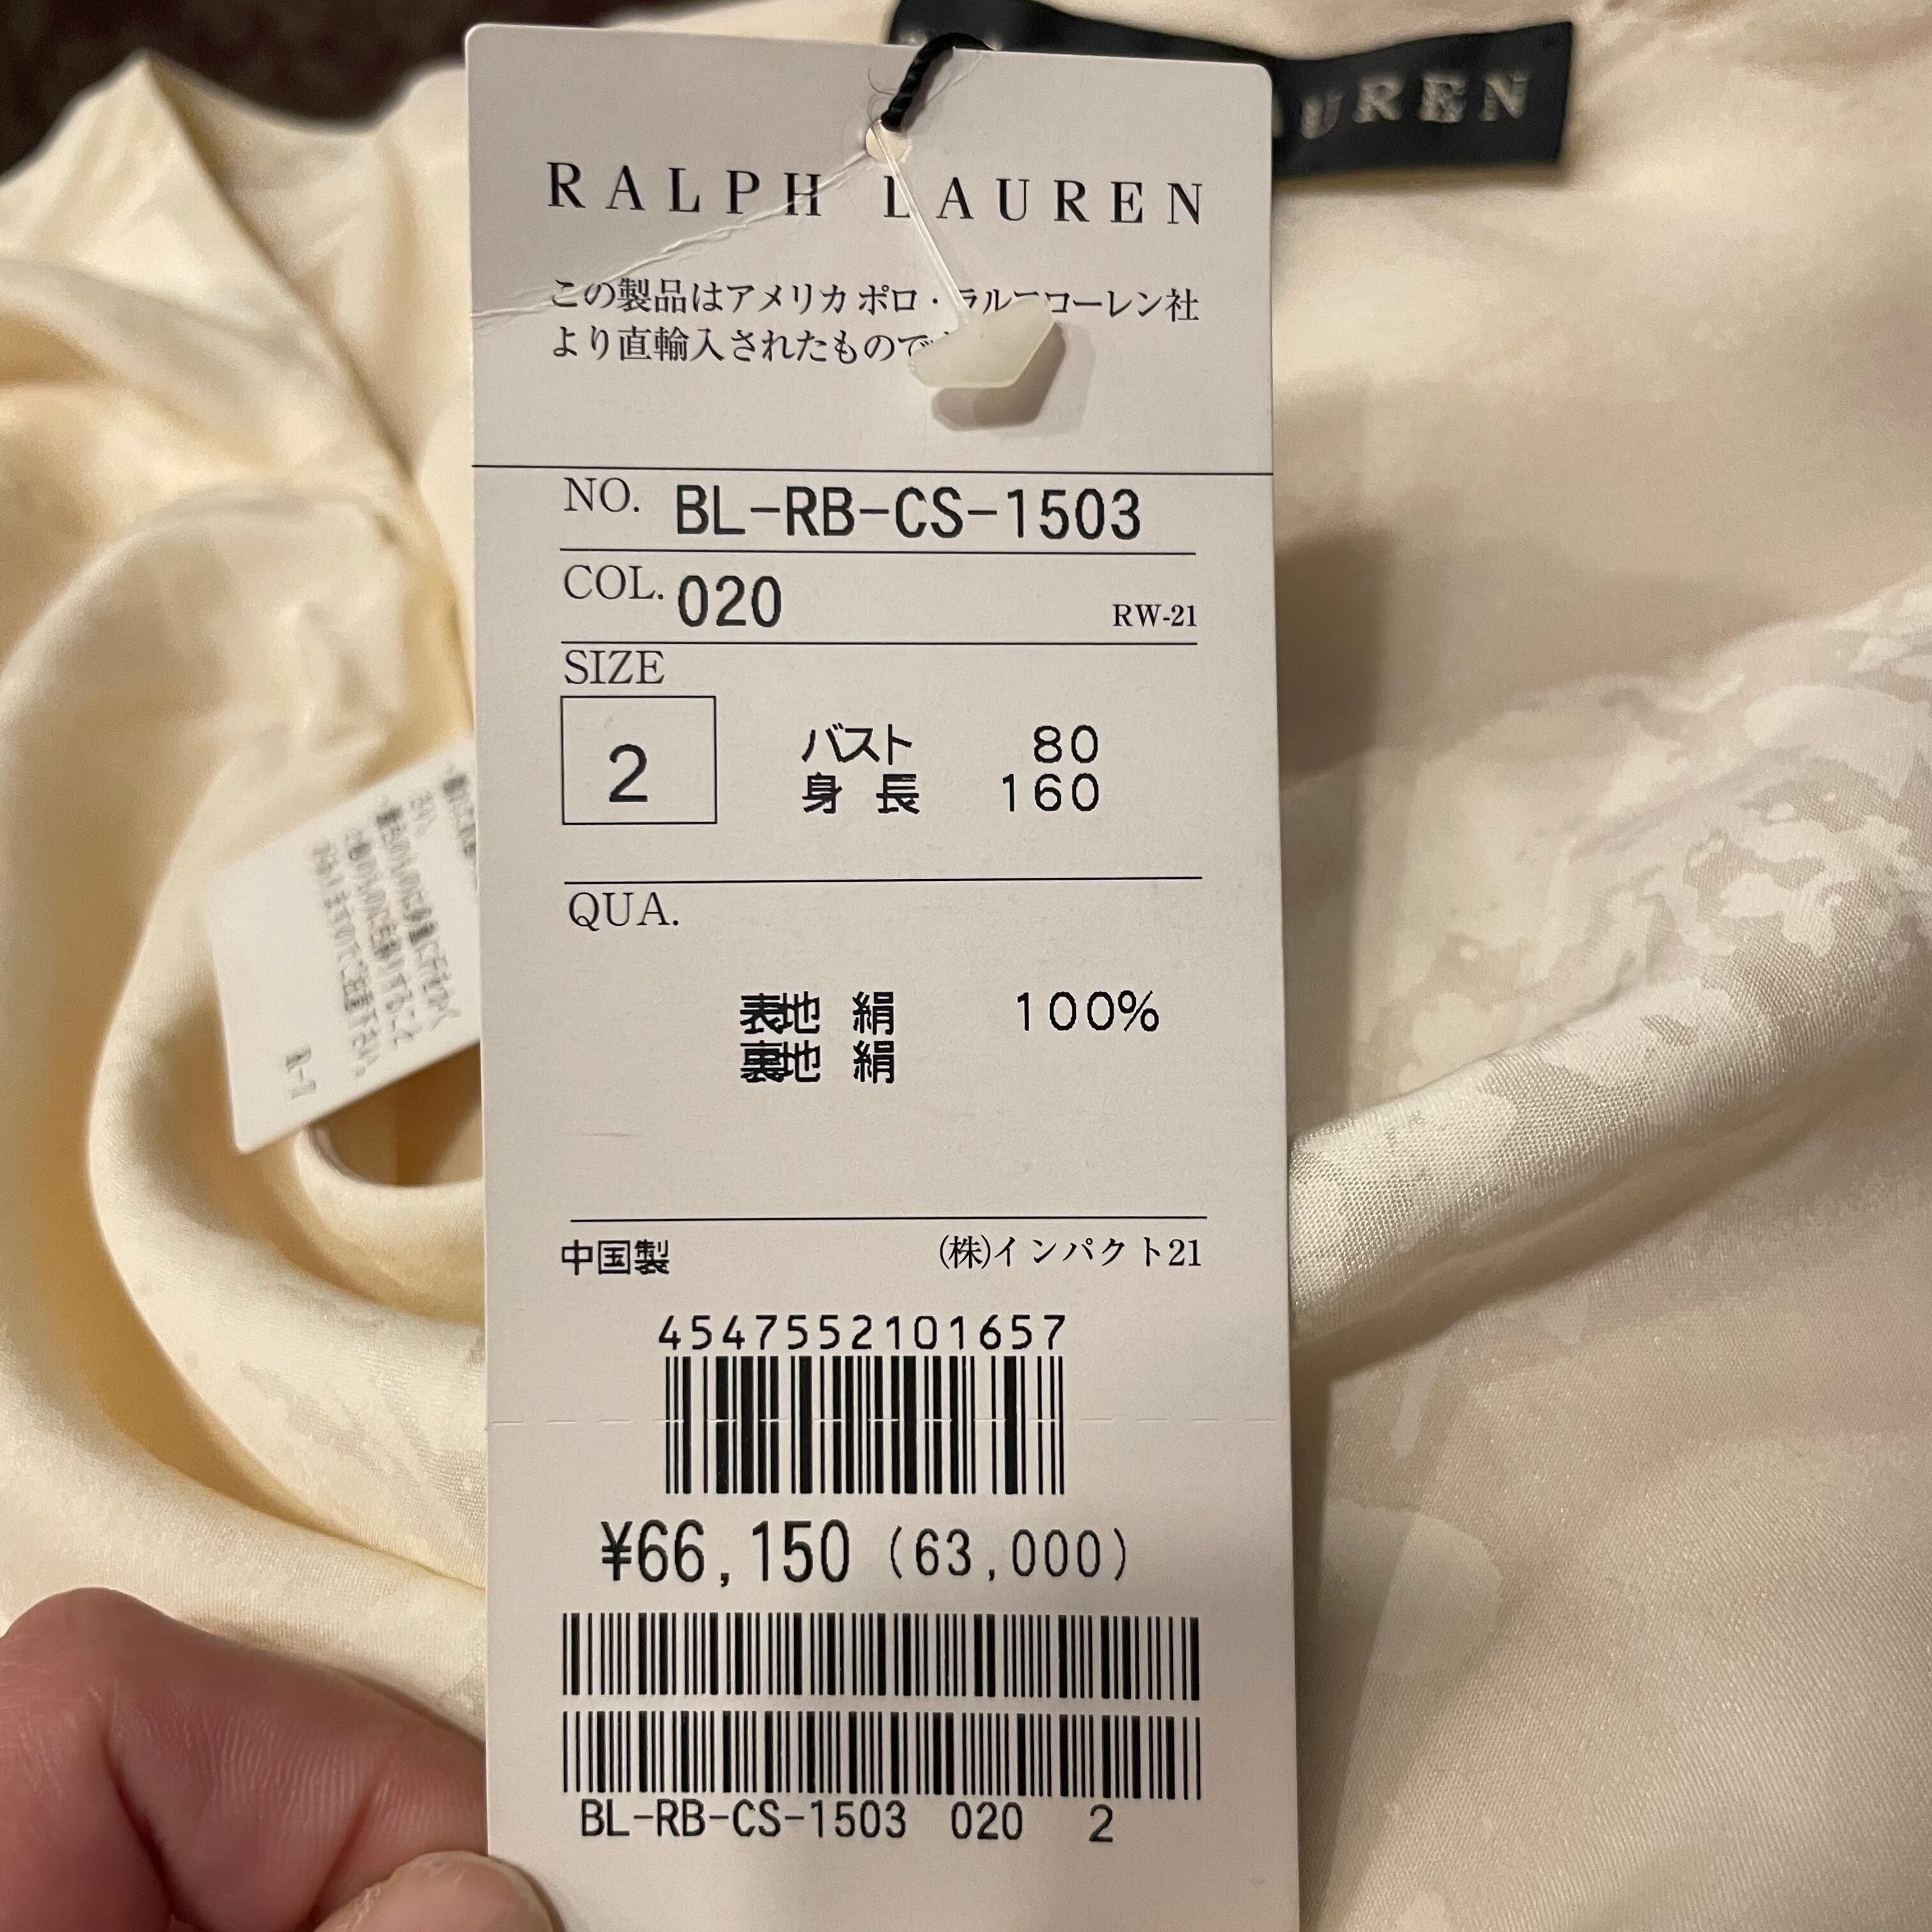 UREN
RALPH LAUREN
この製品はアメリカ ポロ・ラルフローレン社
より直輸入されたもので
NO. BL-RB-CS-1503
COL. 020 RW-21
SIZE
2
バスト 80
身長 160
QUA.
表地 絹 100%
裏地 絹
中国製 (株)インパクト21
4547552101657
¥66,150 (63,000)
BL-RB-CS-1503 020 2